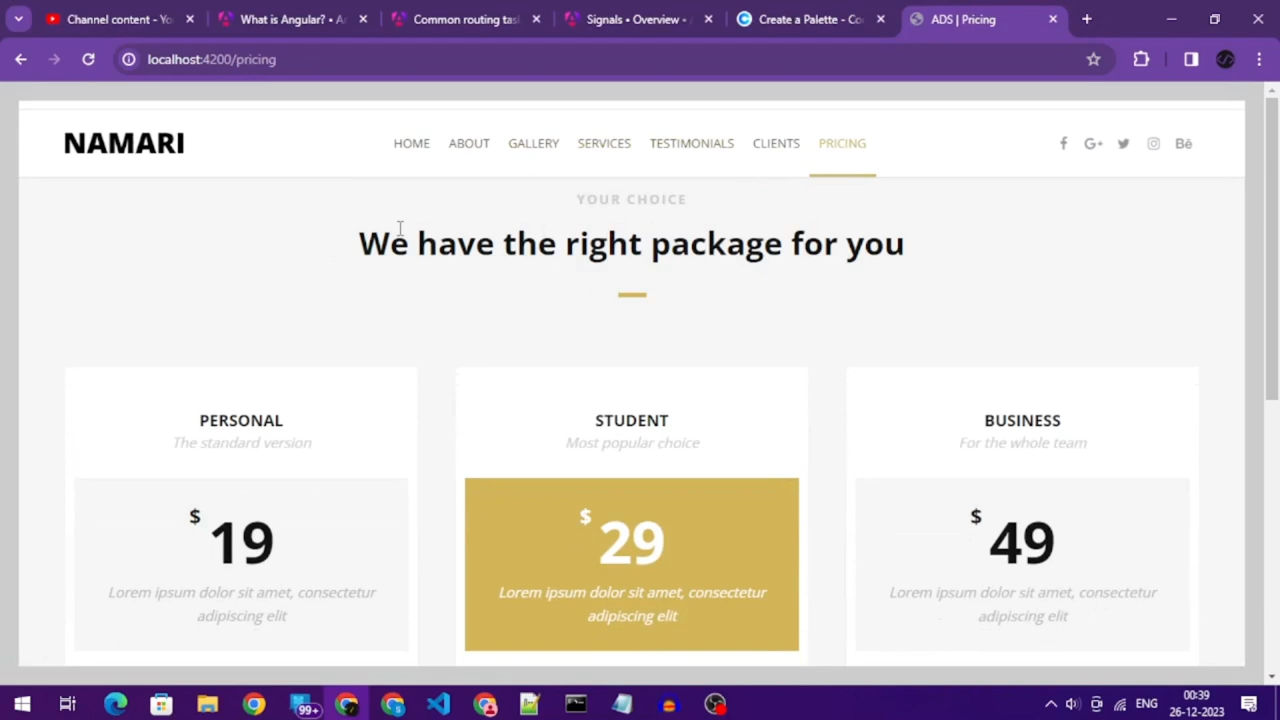 Channel content - Yo
What is Angular? • A
Common routing tas
Signals • Overview •
Create a Palette - Co
ADS | Pricing
localhost:4200/pricing
NAMARI
HOME ABOUT GALLERY SERVICES TESTIMONIALS CLIENTS PRICING
G+ Bē
YOUR CHOICE
We have the right package for you
PERSONAL
The standard version
$ 19
Lorem ipsum dolor sit amet, consectetur
adipiscing elit
STUDENT
Most popular choice
$ 29
Lorem ipsum dolor sit amet, consectetur
adipiscing elit
BUSINESS
For the whole team
$ 49
Lorem ipsum dolor sit amet, consectetur
adipiscing elit
99+
ENG
00:39
26-12-2023